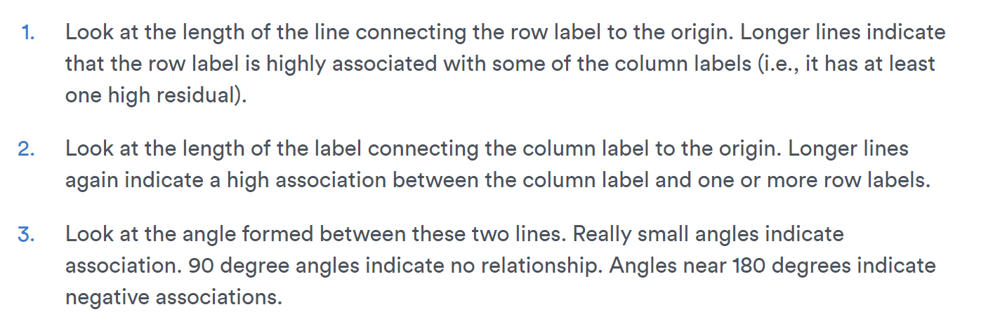 1. Look at the length of the line connecting the row label to the origin. Longer lines indicate
that the row label is highly associated with some of the column labels (i.e., it has at least
one high residual).
2. Look at the length of the label connecting the column label to the origin. Longer lines
again indicate a high association between the column label and one or more row labels.
3. Look at the angle formed between these two lines. Really small angles indicate
association. 90 degree angles indicate no relationship. Angles near 180 degrees indicate
negative associations.